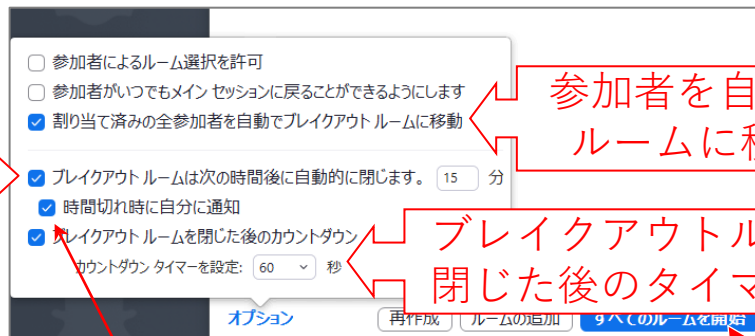 参加者によるルーム選択を許可
参加者がいつでもメイン セッションに戻ることができるようにします
割り当て済みの全参加者を自動でブレイクアウト ルームに移動
参加者を自
ルームに移
ブレイクアウト ルームは次の時間後に自動的に閉じます。 15 分
時間切れ時に自分に通知
ブレイクアウト ルームを閉じた後のカウントダウン
カウントダウン タイマーを設定: 60 秒
ブレイクアウトル
閉じた後のタイマ
オプション 再作成 ルームの追加 すべてのルームを開始